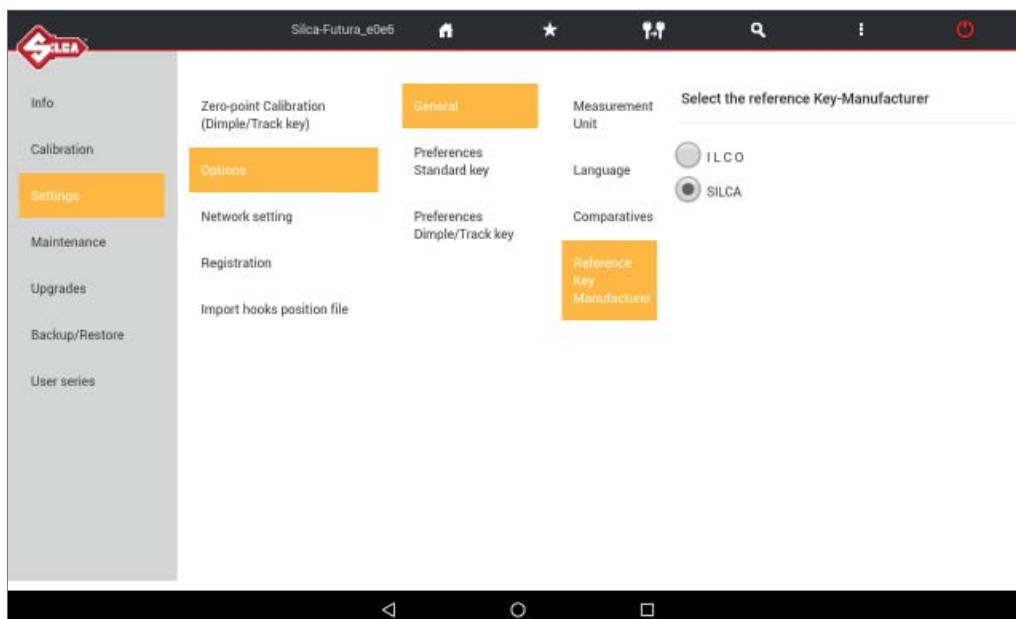 SILCA
Silca-Futura_e0e6
Info
Calibration
Settings
Maintenance
Upgrades
Backup/Restore
User series
Zero-point Calibration
(Dimple/Track key)
Options
Network setting
Registration
Import hooks position file
General
Preferences
Standard key
Preferences
Dimple/Track key
Measurement
Unit
Language
Comparatives
Reference
Key
Manufacturer
Select the reference Key-Manufacturer
I L C O
SILCA